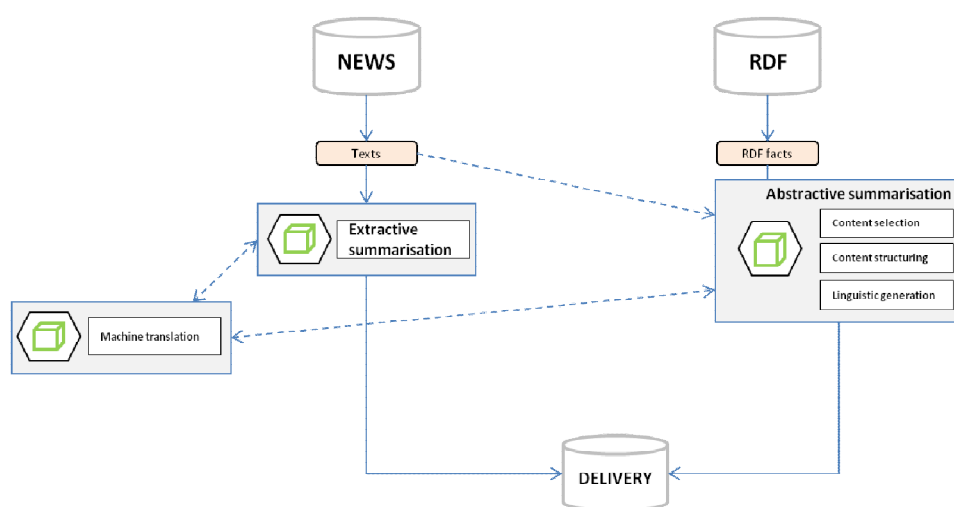 NEWS
RDF
Texts
RDF facts
Abstractive summarisation
Extractive
summarisation
Content selection
Content structuring
Linguistic generation
Machine translation
DELIVERY